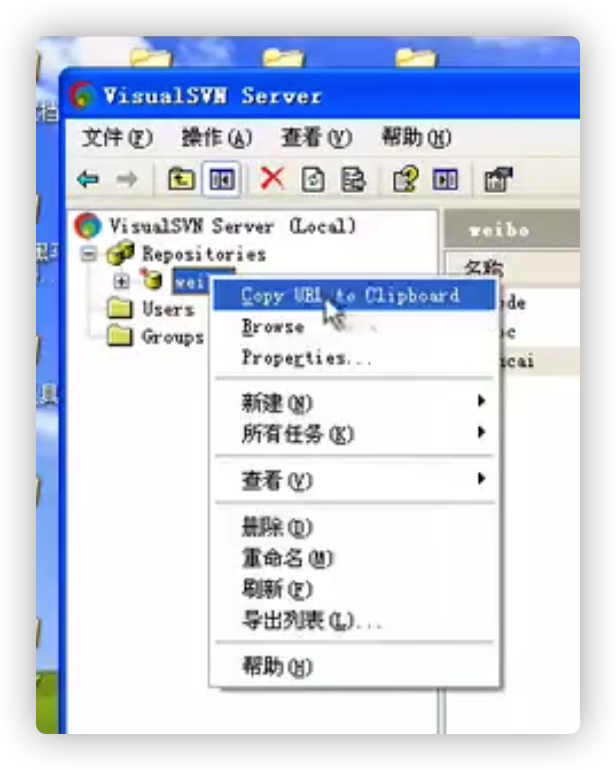 VisualSVN Server
文件(F) 操作(A) 查看(V) 帮助(H)
VisualSVN Server (Local)
Repositories
wei
Users
Groups
weibo
名称
Copy URL to Clipboard
Browse
Properties...
新建(N)
所有任务(K)
查看(V)
删除(D)
重命名(M)
刷新(F)
导出列表(L)...
帮助(H)